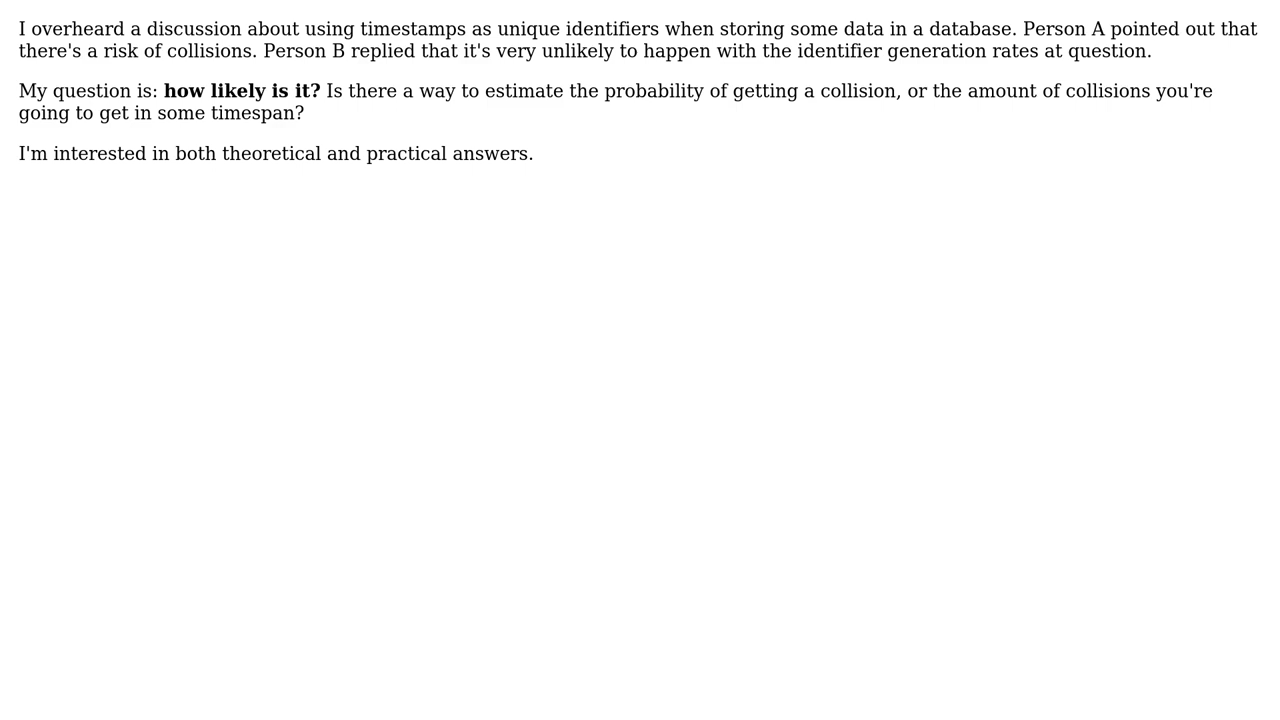 I overheard a discussion about using timestamps as unique identifiers when storing some data in a database. Person A pointed out that
there's a risk of collisions. Person B replied that it's very unlikely to happen with the identifier generation rates at question.
My question is: how likely is it? Is there a way to estimate the probability of getting a collision, or the amount of collisions you're
going to get in some timespan?
I'm interested in both theoretical and practical answers.